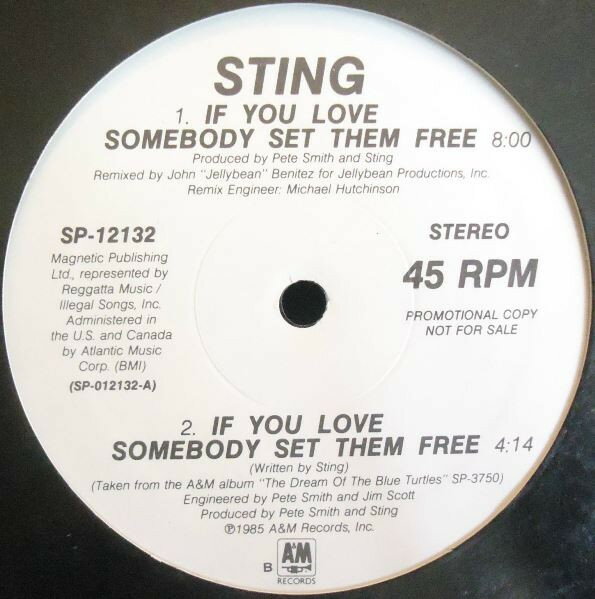 STING
1. IF YOU LOVE
SOMEBODY SET THEM FREE 8:00
Produced by Pete Smith and Sting
Remixed by John "Jellybean" Benitez for Jellybean Productions, Inc.
Remix Engineer: Michael Hutchinson
SP-12132
Magnetic Publishing
Ltd., represented by
Reggatta Music /
Illegal Songs, Inc.
Administered in
the U.S. and Canada
by Atlantic Music
Corp. (BMI)
(SP-012132-A)
STEREO
45 RPM
PROMOTIONAL COPY
NOT FOR SALE
2. IF YOU LOVE
SOMEBODY SET THEM FREE 4:14
(Written by Sting)
(Taken from the A&M album "The Dream Of The Blue Turtles" SP-3750)
Engineered by Pete Smith and Jim Scott
Produced by Pete Smith and Sting
℗1985 A&M Records, Inc.
B
A&M
RECORDS